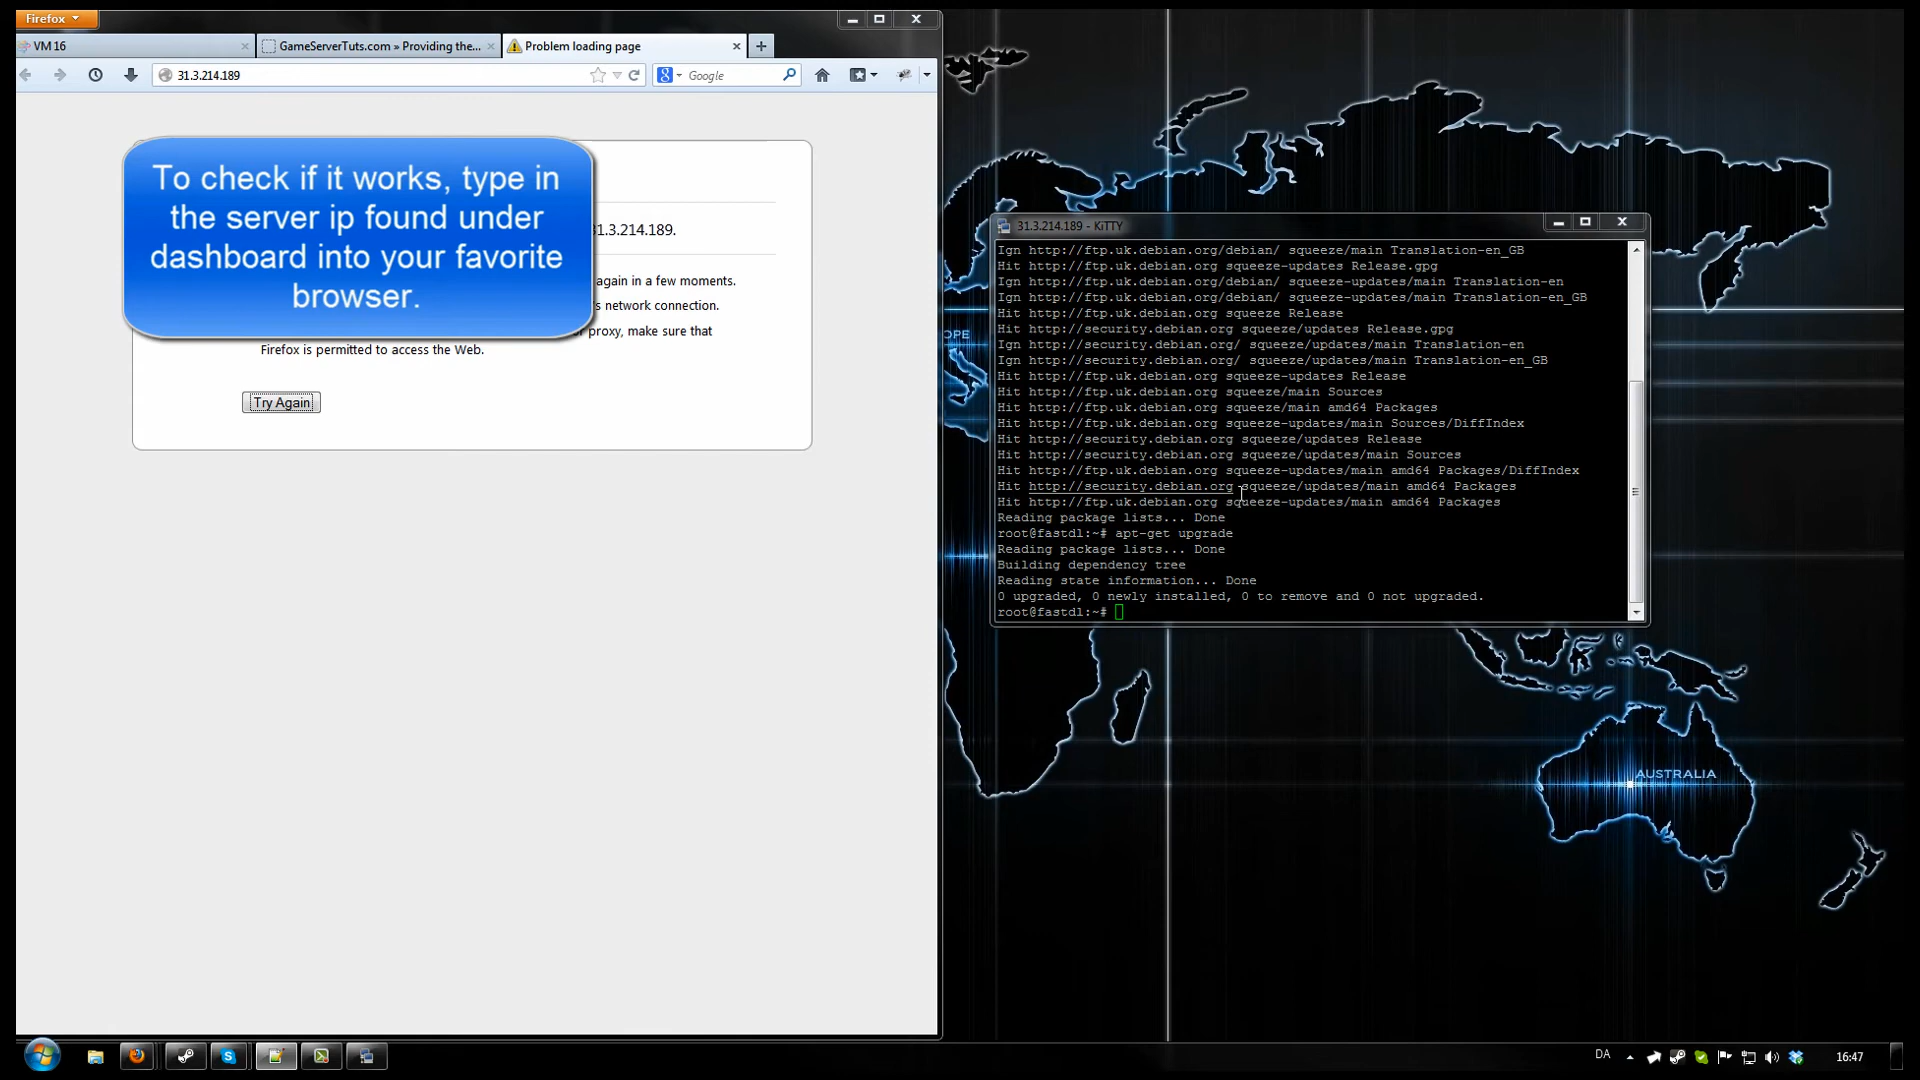 Firefox
VM 16
GameServerTuts.com » Providing the...
Problem loading page
31.3.214.189
Google
To check if it works, type in
the server ip found under
dashboard into your favorite
browser.
31.3.214.189.
again in a few moments.
's network connection.
proxy, make sure that
Firefox is permitted to access the Web.
Try Again
31.3.214.189 - KiTTY
Ign http://ftp.uk.debian.org/debian/ squeeze/main Translation-en_GB
Hit http://ftp.uk.debian.org squeeze-updates Release.gpg
Ign http://ftp.uk.debian.org/debian/ squeeze-updates/main Translation-en
Ign http://ftp.uk.debian.org/debian/ squeeze-updates/main Translation-en_GB
Hit http://ftp.uk.debian.org squeeze Release
Hit http://security.debian.org squeeze/updates Release.gpg
Ign http://security.debian.org/ squeeze/updates/main Translation-en
Ign http://security.debian.org/ squeeze/updates/main Translation-en_GB
Hit http://ftp.uk.debian.org squeeze-updates Release
Hit http://ftp.uk.debian.org squeeze/main Sources
Hit http://ftp.uk.debian.org squeeze/main amd64 Packages
Hit http://ftp.uk.debian.org squeeze-updates/main Sources/DiffIndex
Hit http://security.debian.org squeeze/updates Release
Hit http://security.debian.org squeeze/updates/main Sources
Hit http://ftp.uk.debian.org squeeze-updates/main amd64 Packages/DiffIndex
Hit http://security.debian.org squeeze/updates/main amd64 Packages
Hit http://ftp.uk.debian.org squeeze-updates/main amd64 Packages
Reading package lists... Done
root@fastdl:~# apt-get upgrade
Reading package lists... Done
Building dependency tree
Reading state information... Done
0 upgraded, 0 newly installed, 0 to remove and 0 not upgraded.
root@fastdl:~#
OPE
AUSTRALIA
DA
16:47